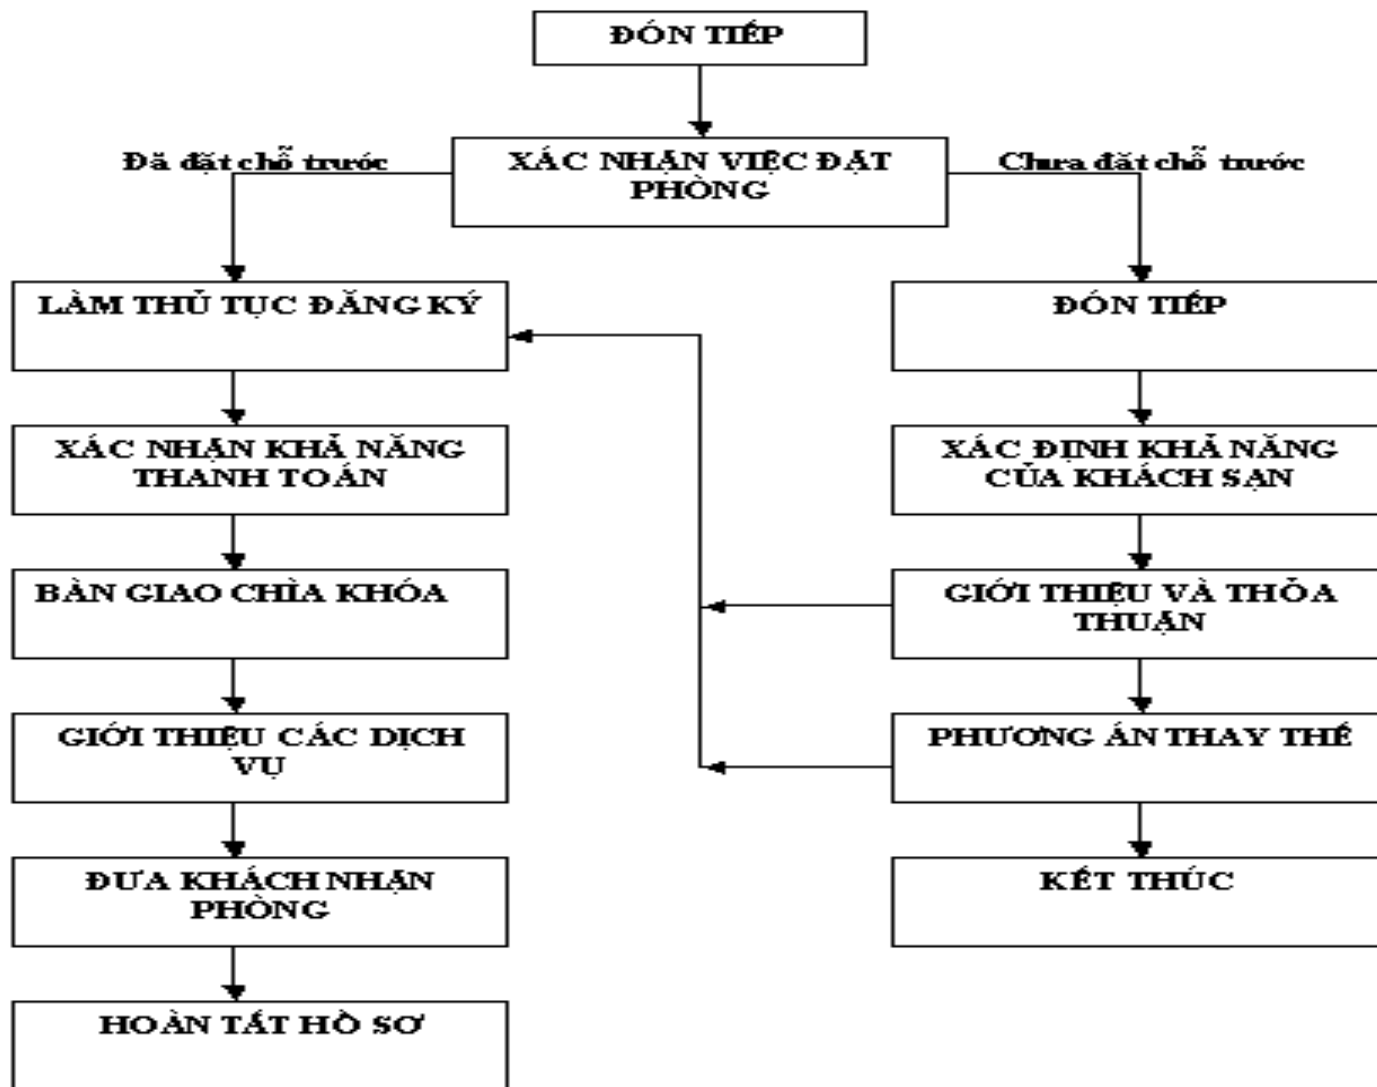 ĐÓN TIẾP
Đã đặt chỗ trước
XÁC NHẬN VIỆC ĐẶT
PHÒNG
Chưa đặt chỗ trước
LÀM THỦ TỤC ĐĂNG KÝ
ĐÓN TIẾP
XÁC NHẬN KHẢ NĂNG
THANH TOÁN
XÁC ĐỊNH KHẢ NĂNG
CỦA KHÁCH SẠN
BÀN GIAO CHÌA KHÓA
GIỚI THIỆU VÀ THỎA
THUẬN
GIỚI THIỆU CÁC DỊCH
VỤ
PHƯƠNG ÁN THAY THẾ
ĐƯA KHÁCH NHẬN
PHÒNG
KẾT THÚC
HOÀN TẤT HỒ SƠ